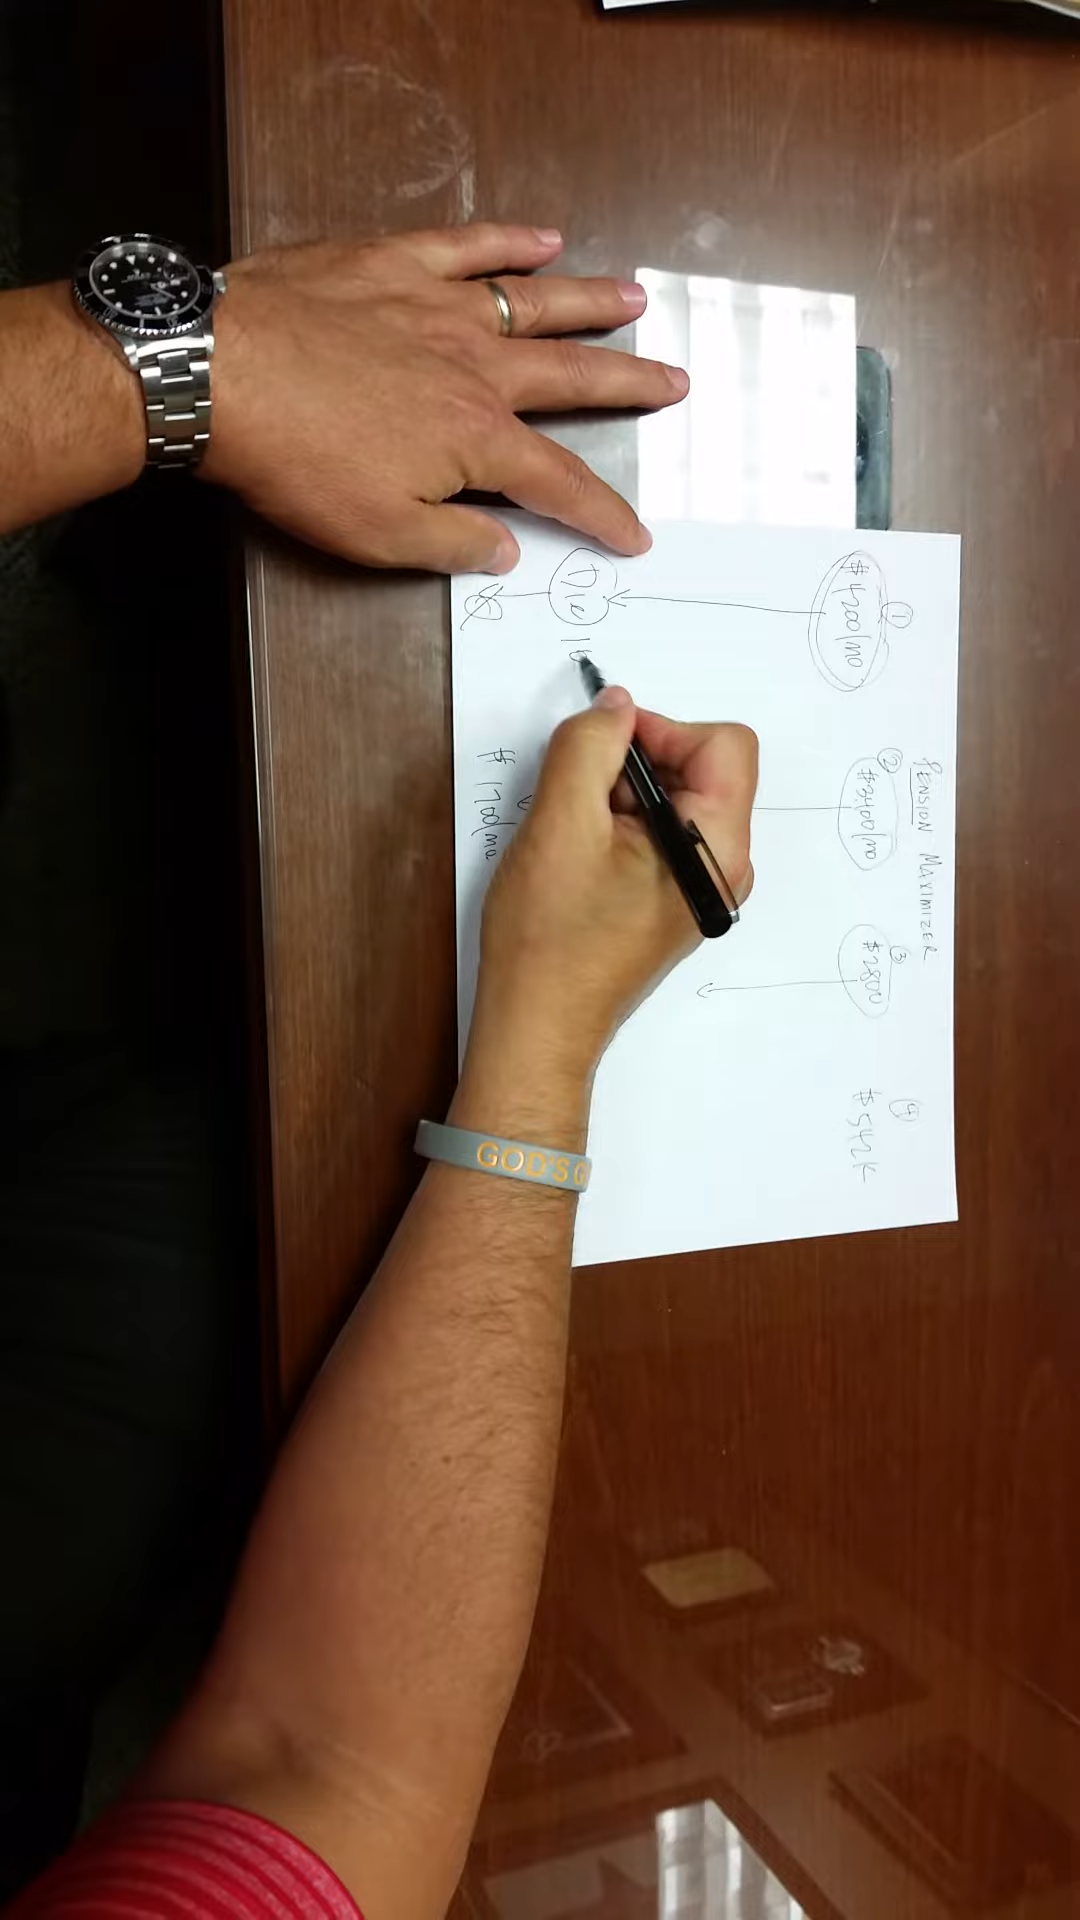 PENSION MAXIMIZER
① ② ③ ④
$4200/mo $3400/mo $2800 $542K
Die
$1700/mo
GOD'S G